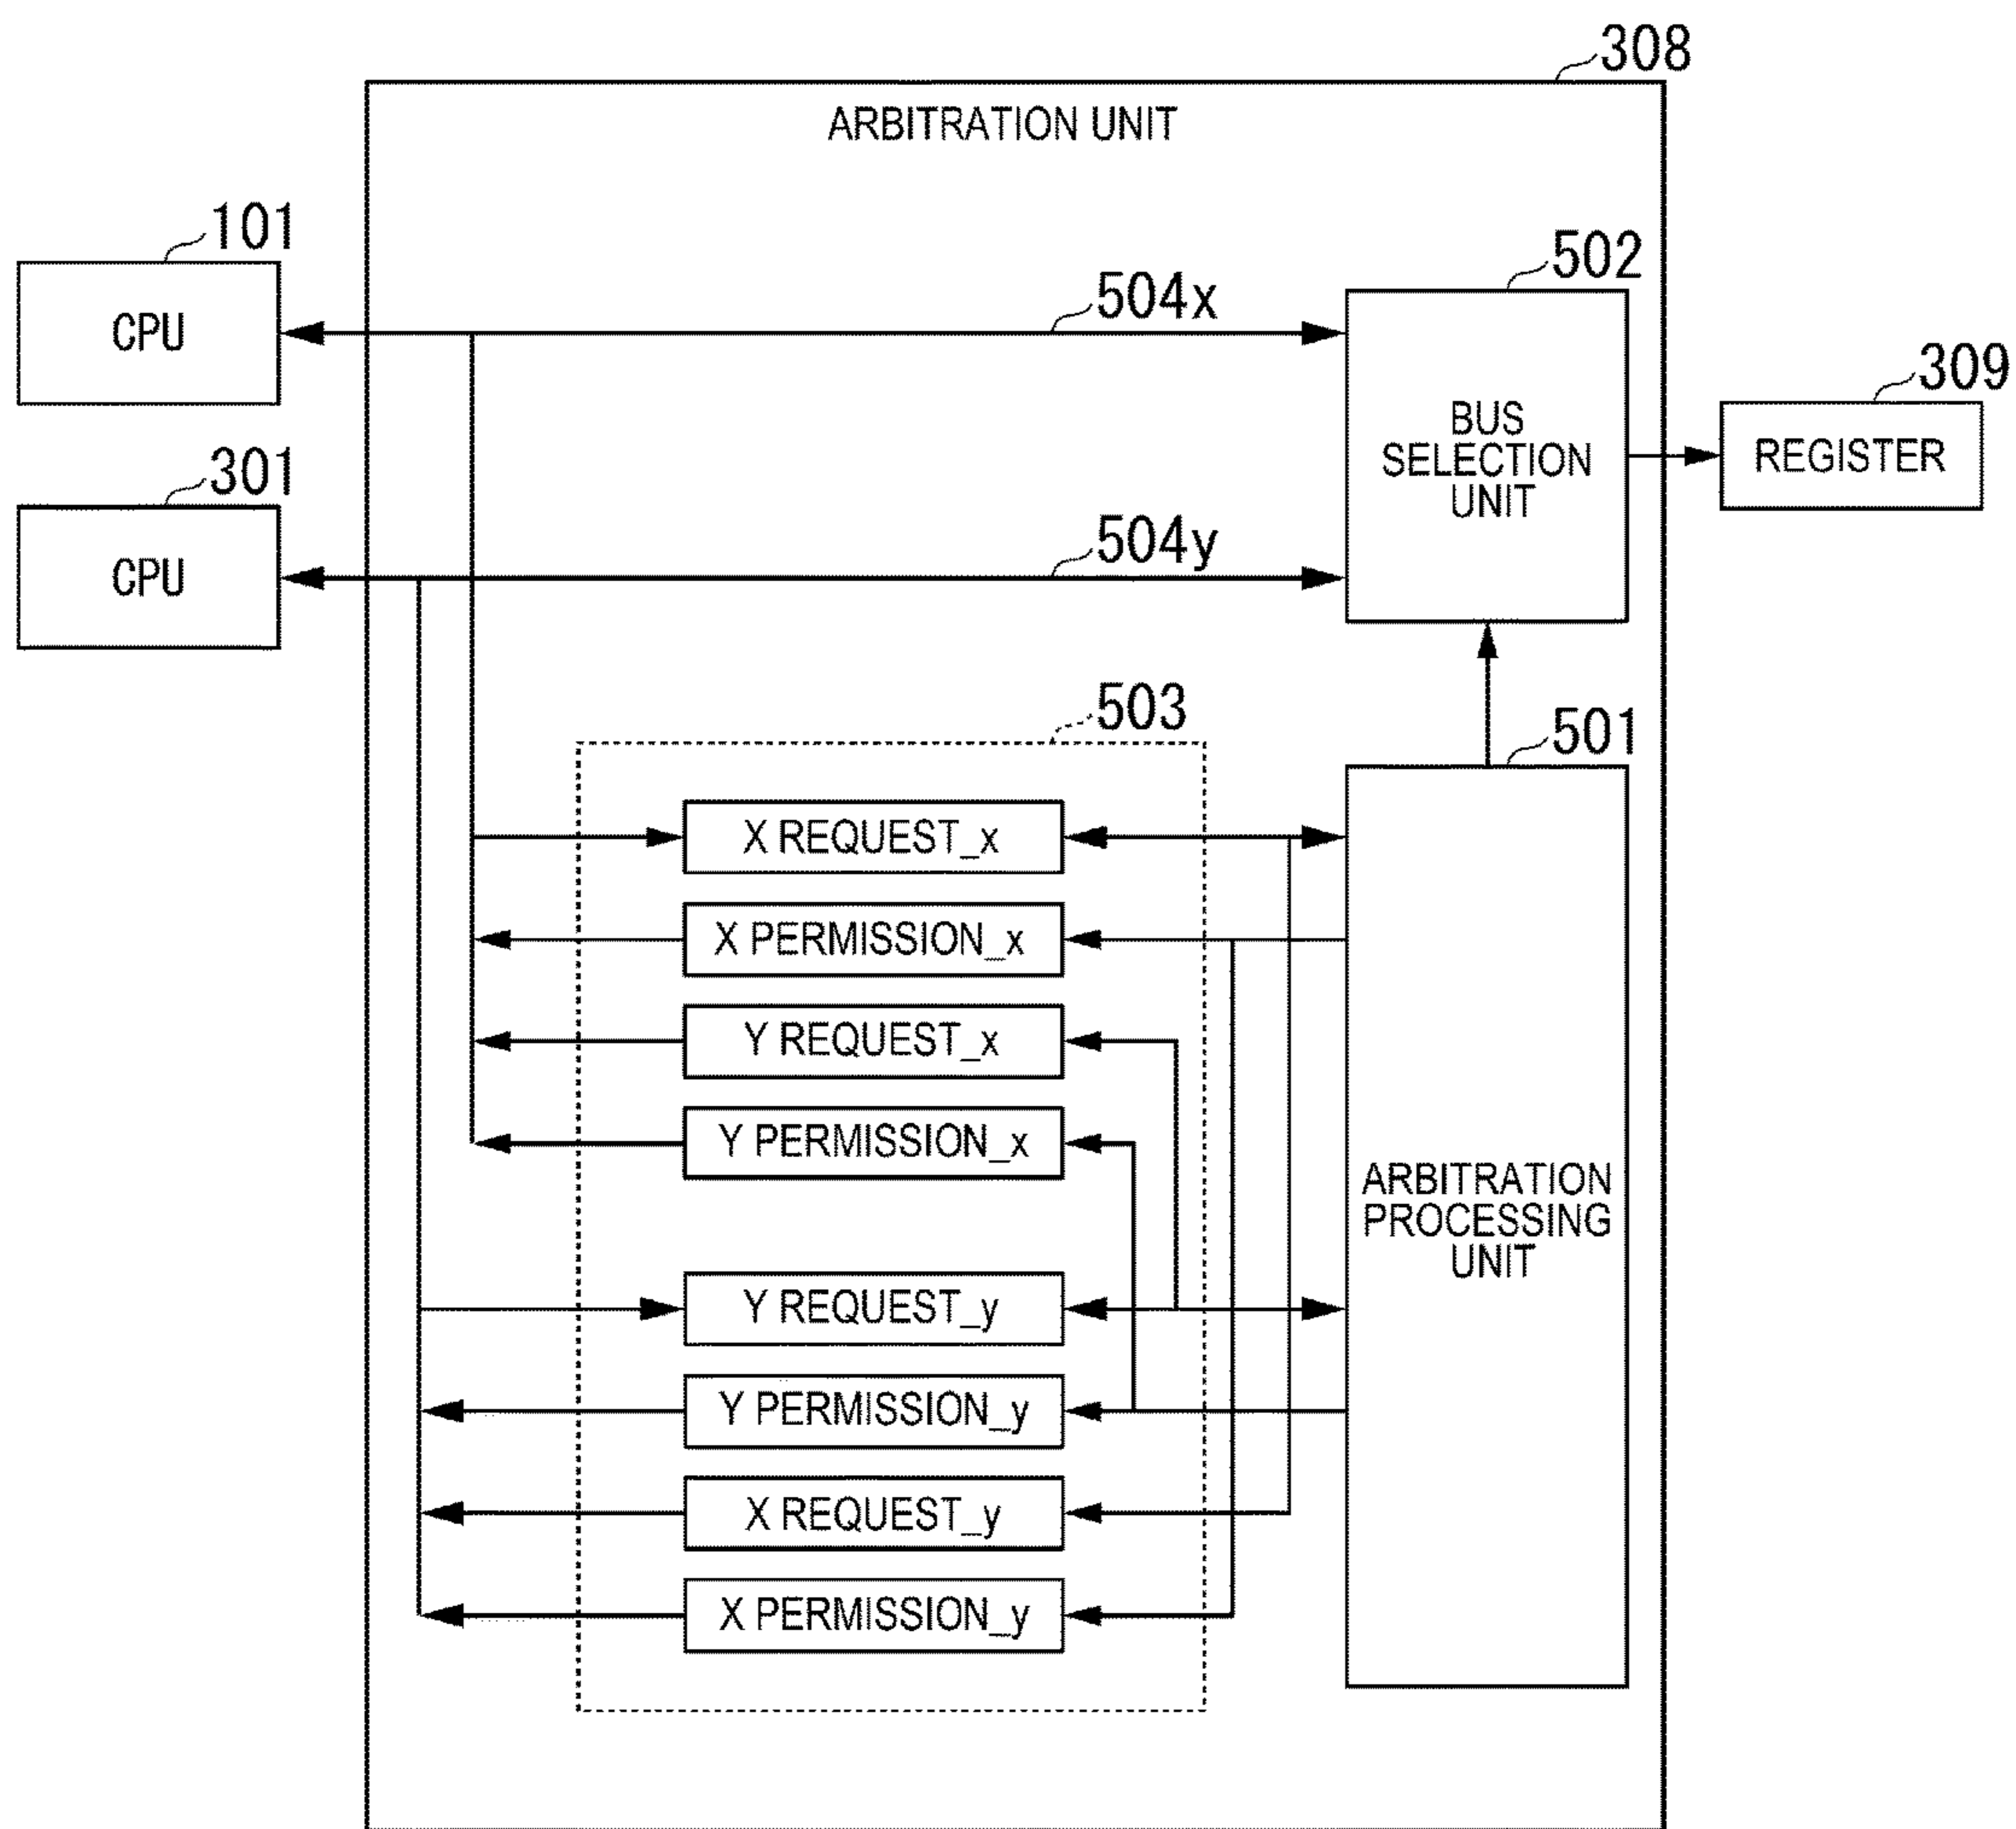 308
ARBITRATION UNIT
101
CPU
504x
502
BUS
SELECTION
UNIT
309
REGISTER
301
CPU
504y
503
501
X REQUEST_x
X PERMISSION_x
Y REQUEST_x
Y PERMISSION_x
ARBITRATION
PROCESSING
UNIT
Y REQUEST_y
Y PERMISSION_y
X REQUEST_y
X PERMISSION_y